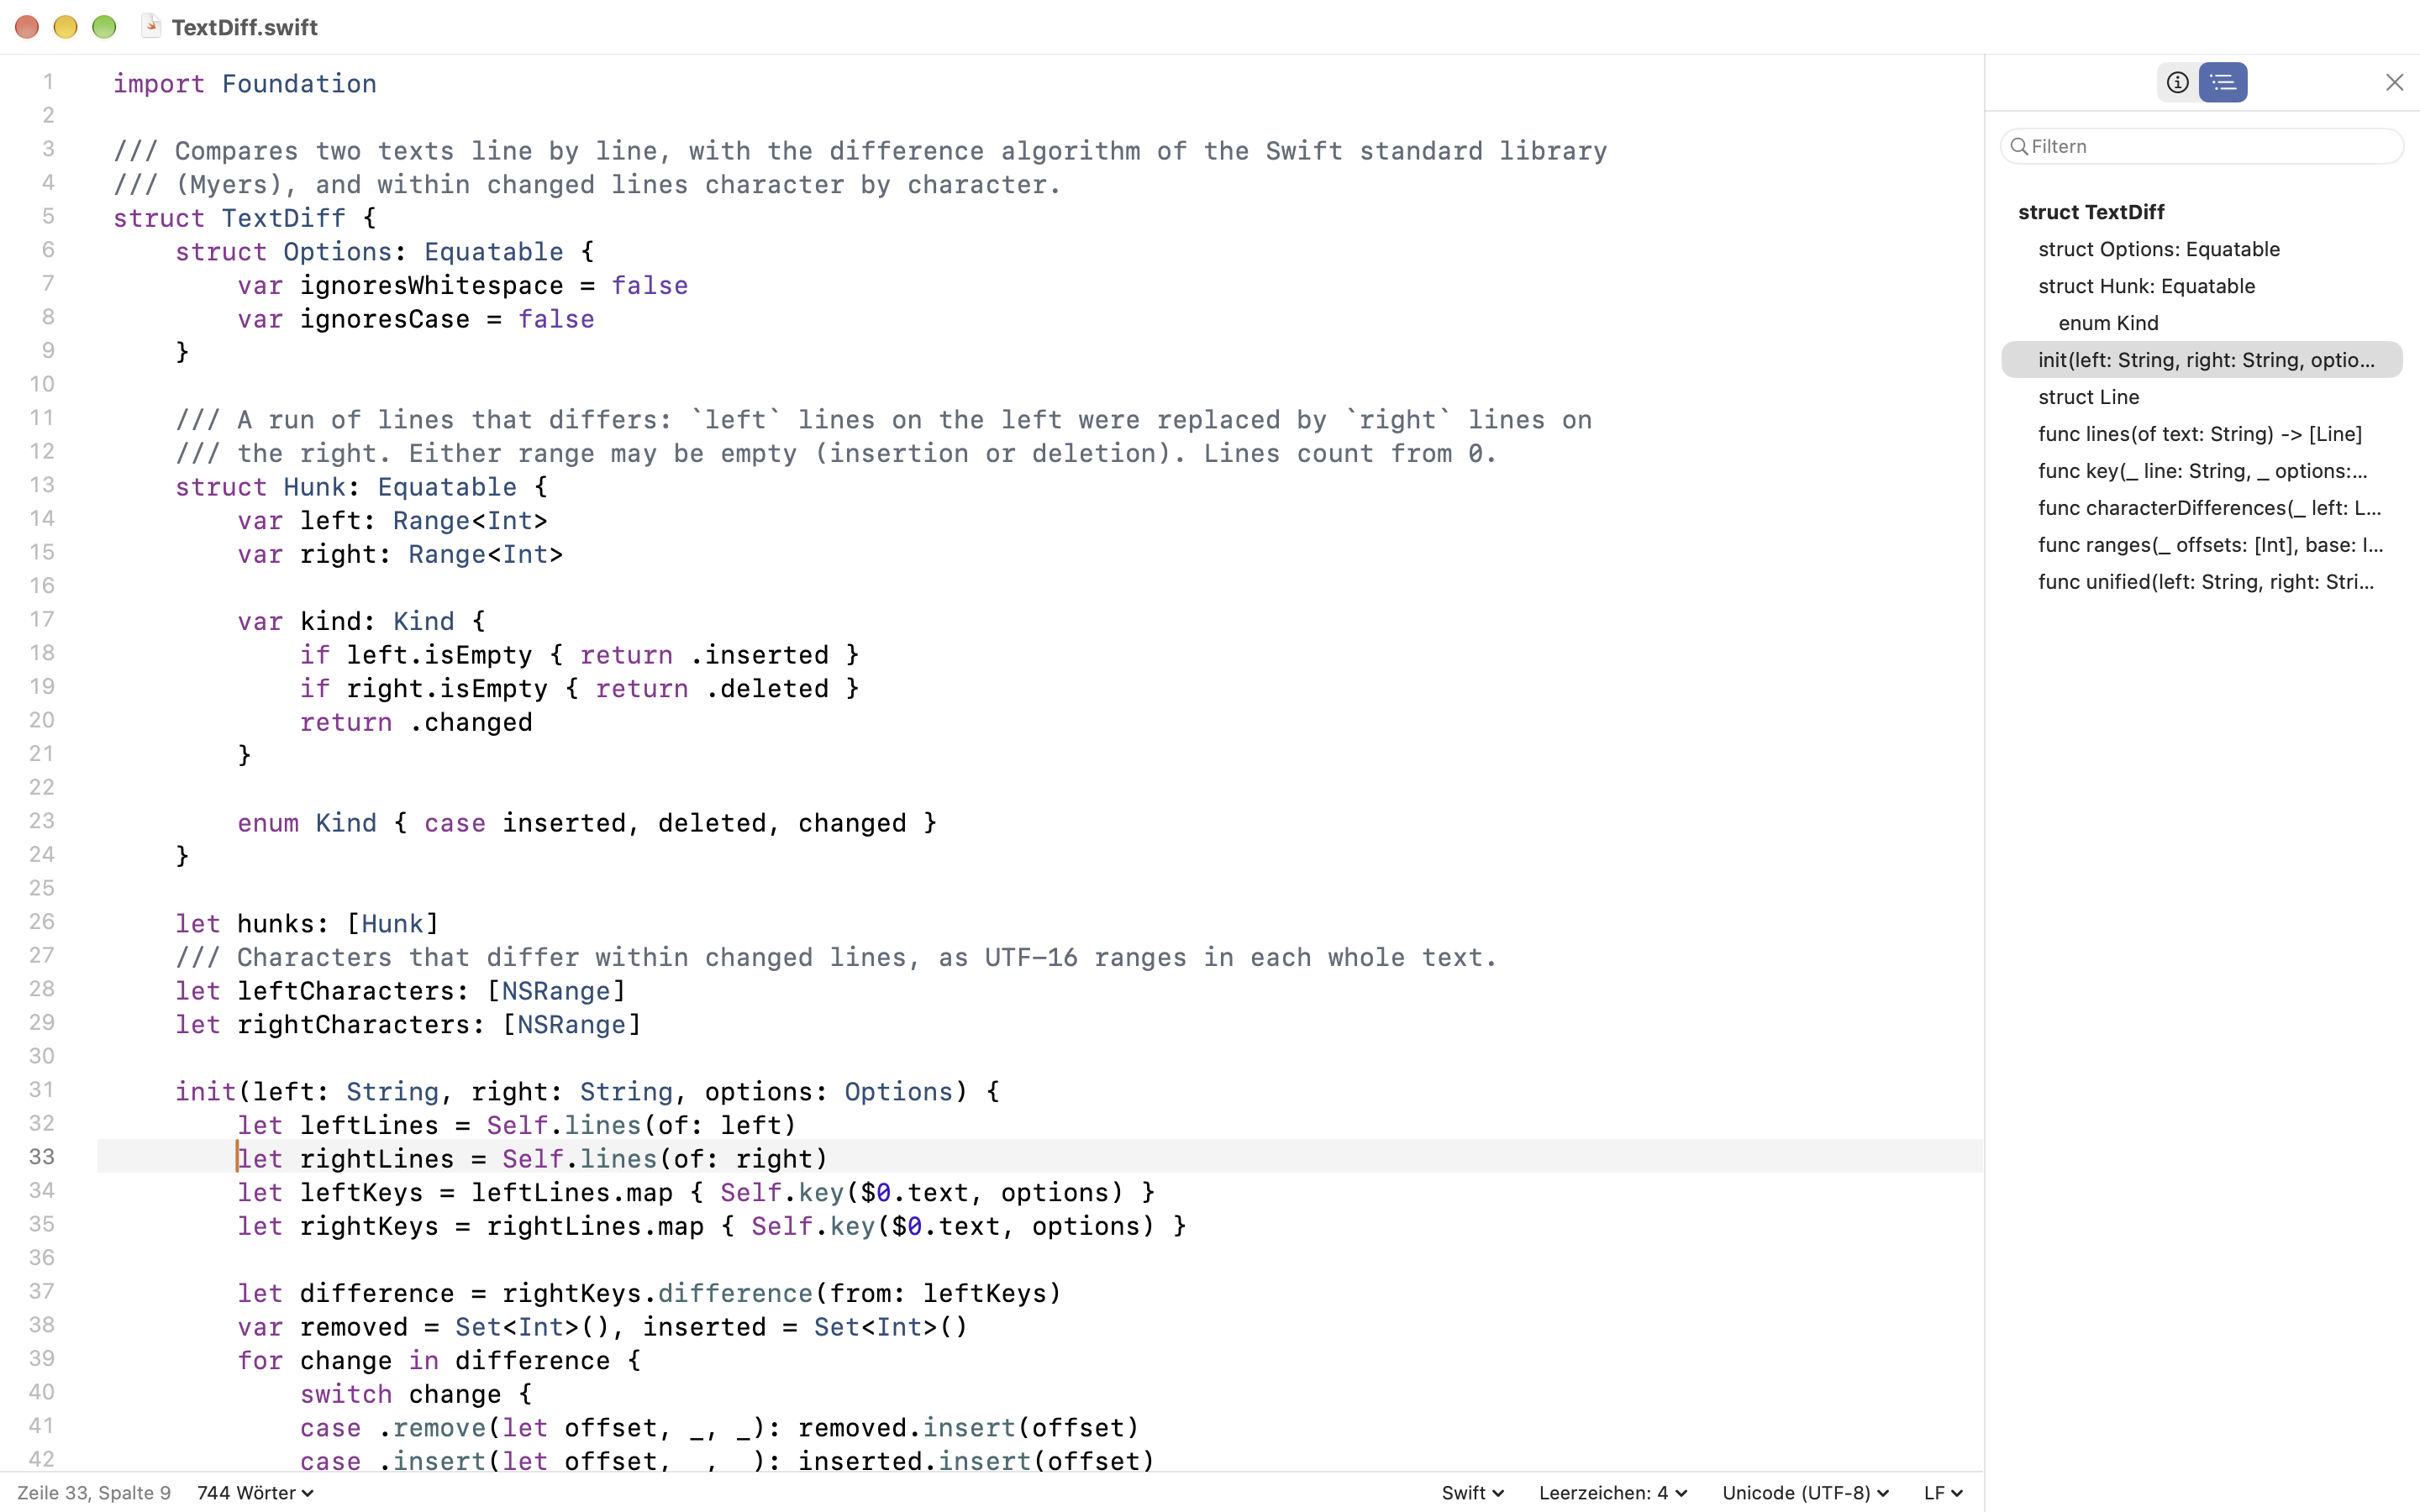 TextDiff.swift
1 import Foundation
2
3 /// Compares two texts line by line, with the difference algorithm of the Swift standard library
4 /// (Myers), and within changed lines character by character.
5 struct TextDiff {
6     struct Options: Equatable {
7         var ignoresWhitespace = false
8         var ignoresCase = false
9     }
10
11     /// A run of lines that differs: `left` lines on the left were replaced by `right` lines on
12     /// the right. Either range may be empty (insertion or deletion). Lines count from 0.
13     struct Hunk: Equatable {
14         var left: Range<Int>
15         var right: Range<Int>
16
17         var kind: Kind {
18             if left.isEmpty { return .inserted }
19             if right.isEmpty { return .deleted }
20             return .changed
21         }
22
23         enum Kind { case inserted, deleted, changed }
24     }
25
26     let hunks: [Hunk]
27     /// Characters that differ within changed lines, as UTF-16 ranges in each whole text.
28     let leftCharacters: [NSRange]
29     let rightCharacters: [NSRange]
30
31     init(left: String, right: String, options: Options) {
32         let leftLines = Self.lines(of: left)
33         let rightLines = Self.lines(of: right)
34         let leftKeys = leftLines.map { Self.key($0.text, options) }
35         let rightKeys = rightLines.map { Self.key($0.text, options) }
36
37         let difference = rightKeys.difference(from: leftKeys)
38         var removed = Set<Int>(), inserted = Set<Int>()
39         for change in difference {
40             switch change {
41             case .remove(let offset, _, _): removed.insert(offset)
42             case .insert(let offset, _, _): inserted.insert(offset)
Filtern
struct TextDiff
struct Options: Equatable
struct Hunk: Equatable
enum Kind
init(left: String, right: String, optio...
struct Line
func lines(of text: String) -> [Line]
func key(_ line: String, _ options:...
func characterDifferences(_ left: L...
func ranges(_ offsets: [Int], base: I...
func unified(left: String, right: Stri...
Zeile 33, Spalte 9 744 Wörter Swift Leerzeichen: 4 Unicode (UTF-8) LF